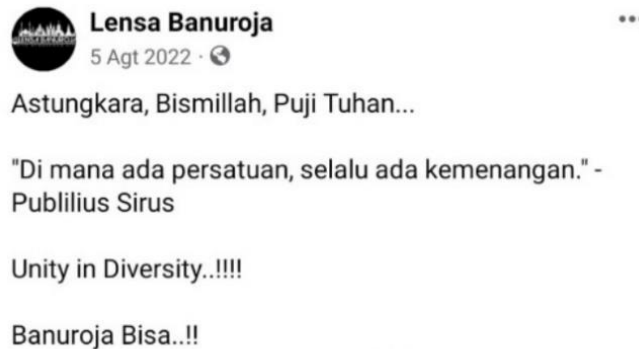 Lensa Banuroja
5 Agt 2022 ·
Astungkara, Bismillah, Puji Tuhan...
"Di mana ada persatuan, selalu ada kemenangan." -
Publilius Sirus
Unity in Diversity..!!!!
Banuroja Bisa..!!